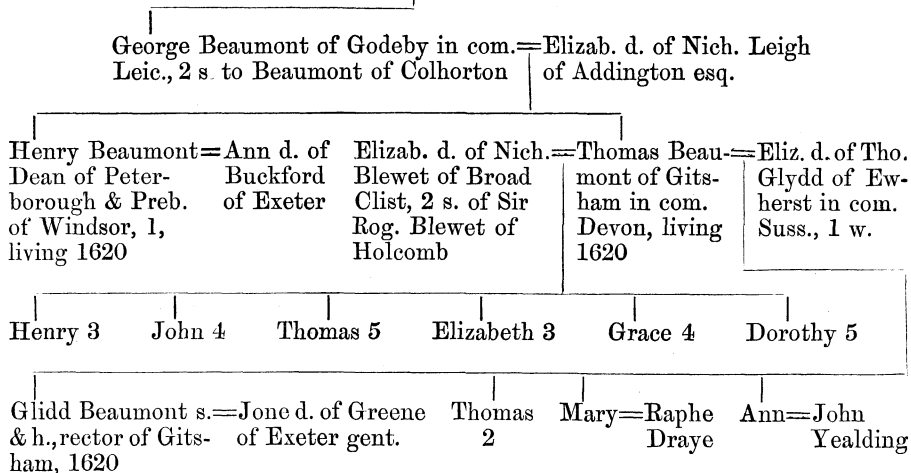 George Beaumont of Godeby in com.=Elizab. d. of Nich. Leigh
Leic., 2 s. to Beaumont of Colhorton of Addington esq.
Henry Beaumont=Ann d. of
Dean of Peter- Buckford
borough & Preb. of Exeter
of Windsor, 1,
living 1620
Elizab. d. of Nich.=Thomas Beau-=Eliz. d. of Tho.
Blewet of Broad mont of Gits- Glydd of Ew-
Clist, 2 s. of Sir ham in com. herst in com.
Rog. Blewet of Devon, living Suss., 1 w.
Holcomb 1620
Henry 3 John 4 Thomas 5 Elizabeth 3 Grace 4 Dorothy 5
Glidd Beaumont s.=Jone d. of Greene Thomas Mary=Raphe Ann=John
& h., rector of Gits- of Exeter gent. 2 Draye Yealding
ham, 1620